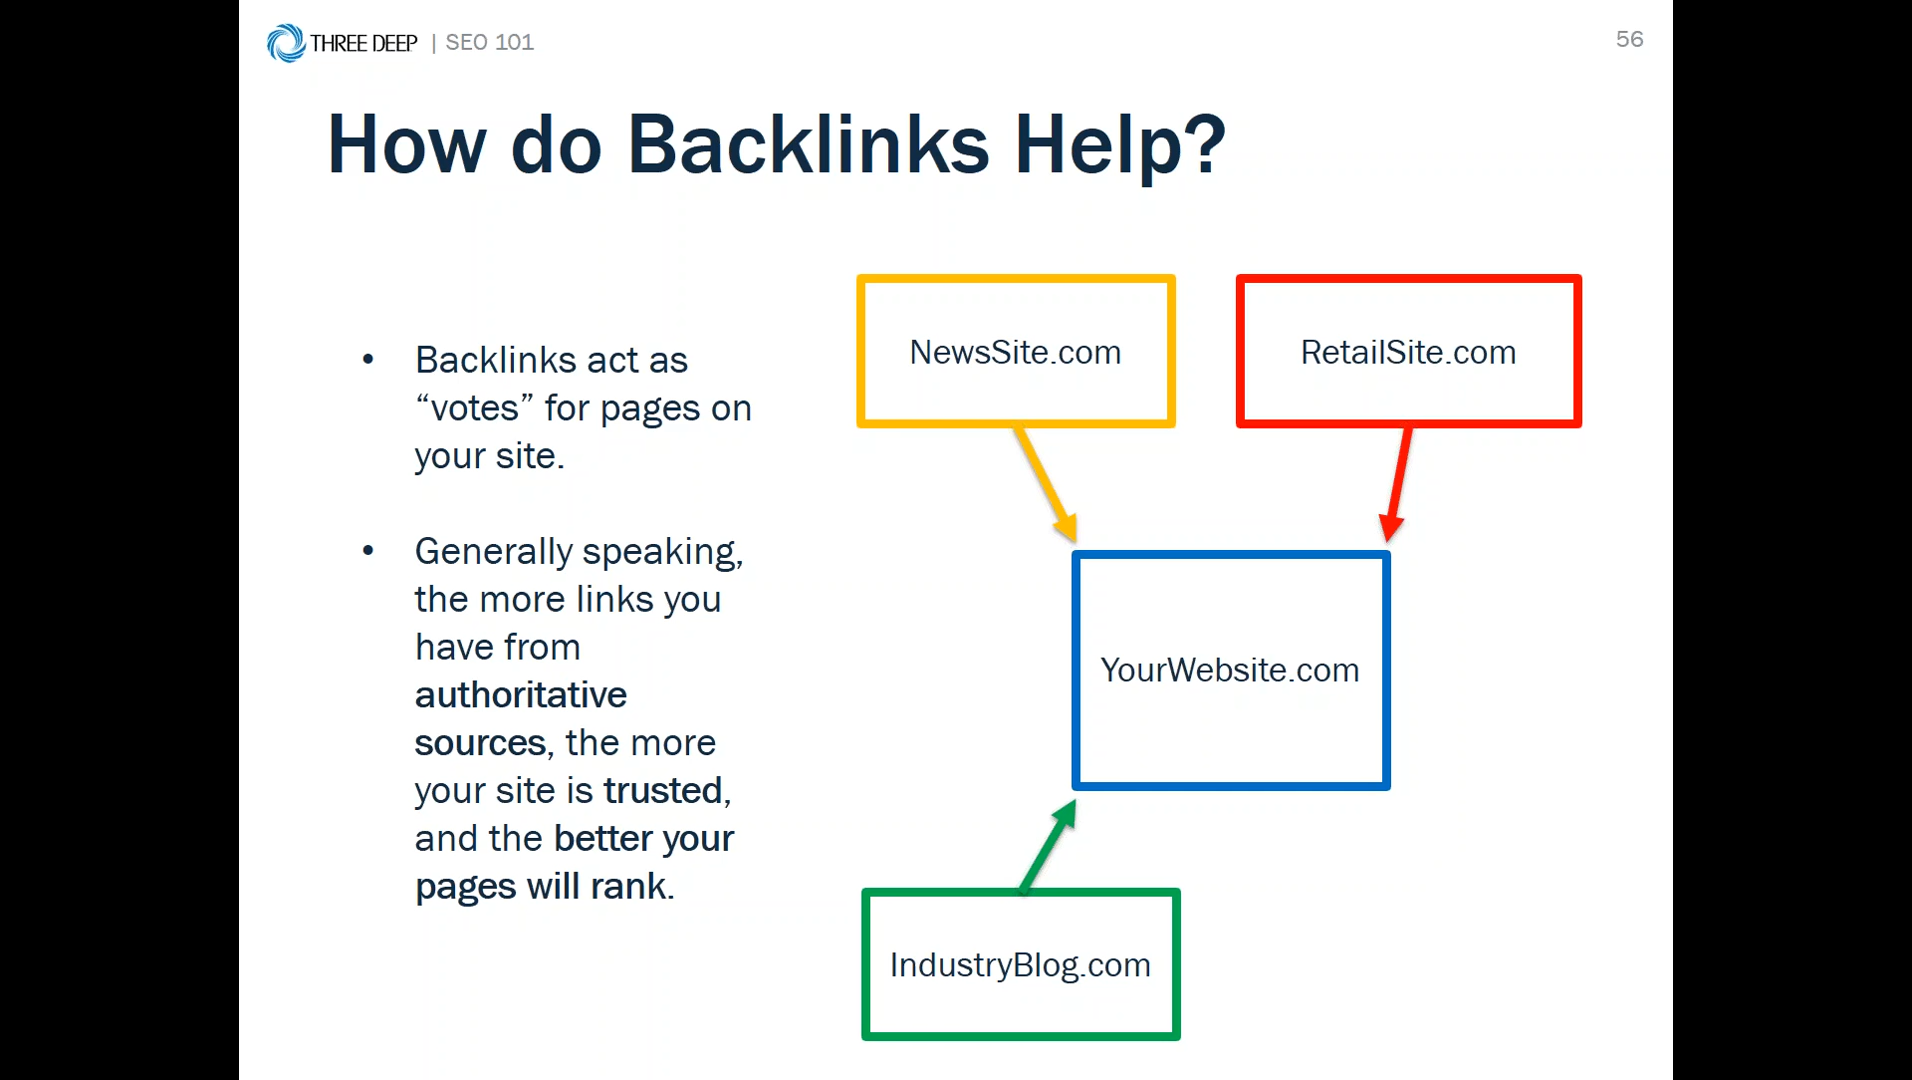 THREE DEEP | SEO 101
56
How do Backlinks Help?
• Backlinks act as
“votes” for pages on
your site.
• Generally speaking,
the more links you
have from
authoritative
sources, the more
your site is trusted,
and the better your
pages will rank.
NewsSite.com
RetailSite.com
YourWebsite.com
IndustryBlog.com